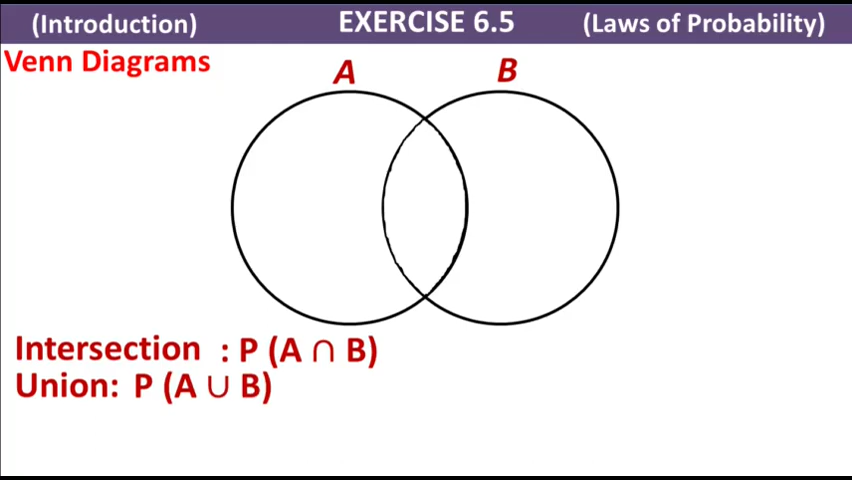 (Introduction) EXERCISE 6.5 (Laws of Probability)
Venn Diagrams
A B
Intersection : P (A ∩ B)
Union: P (A ∪ B)